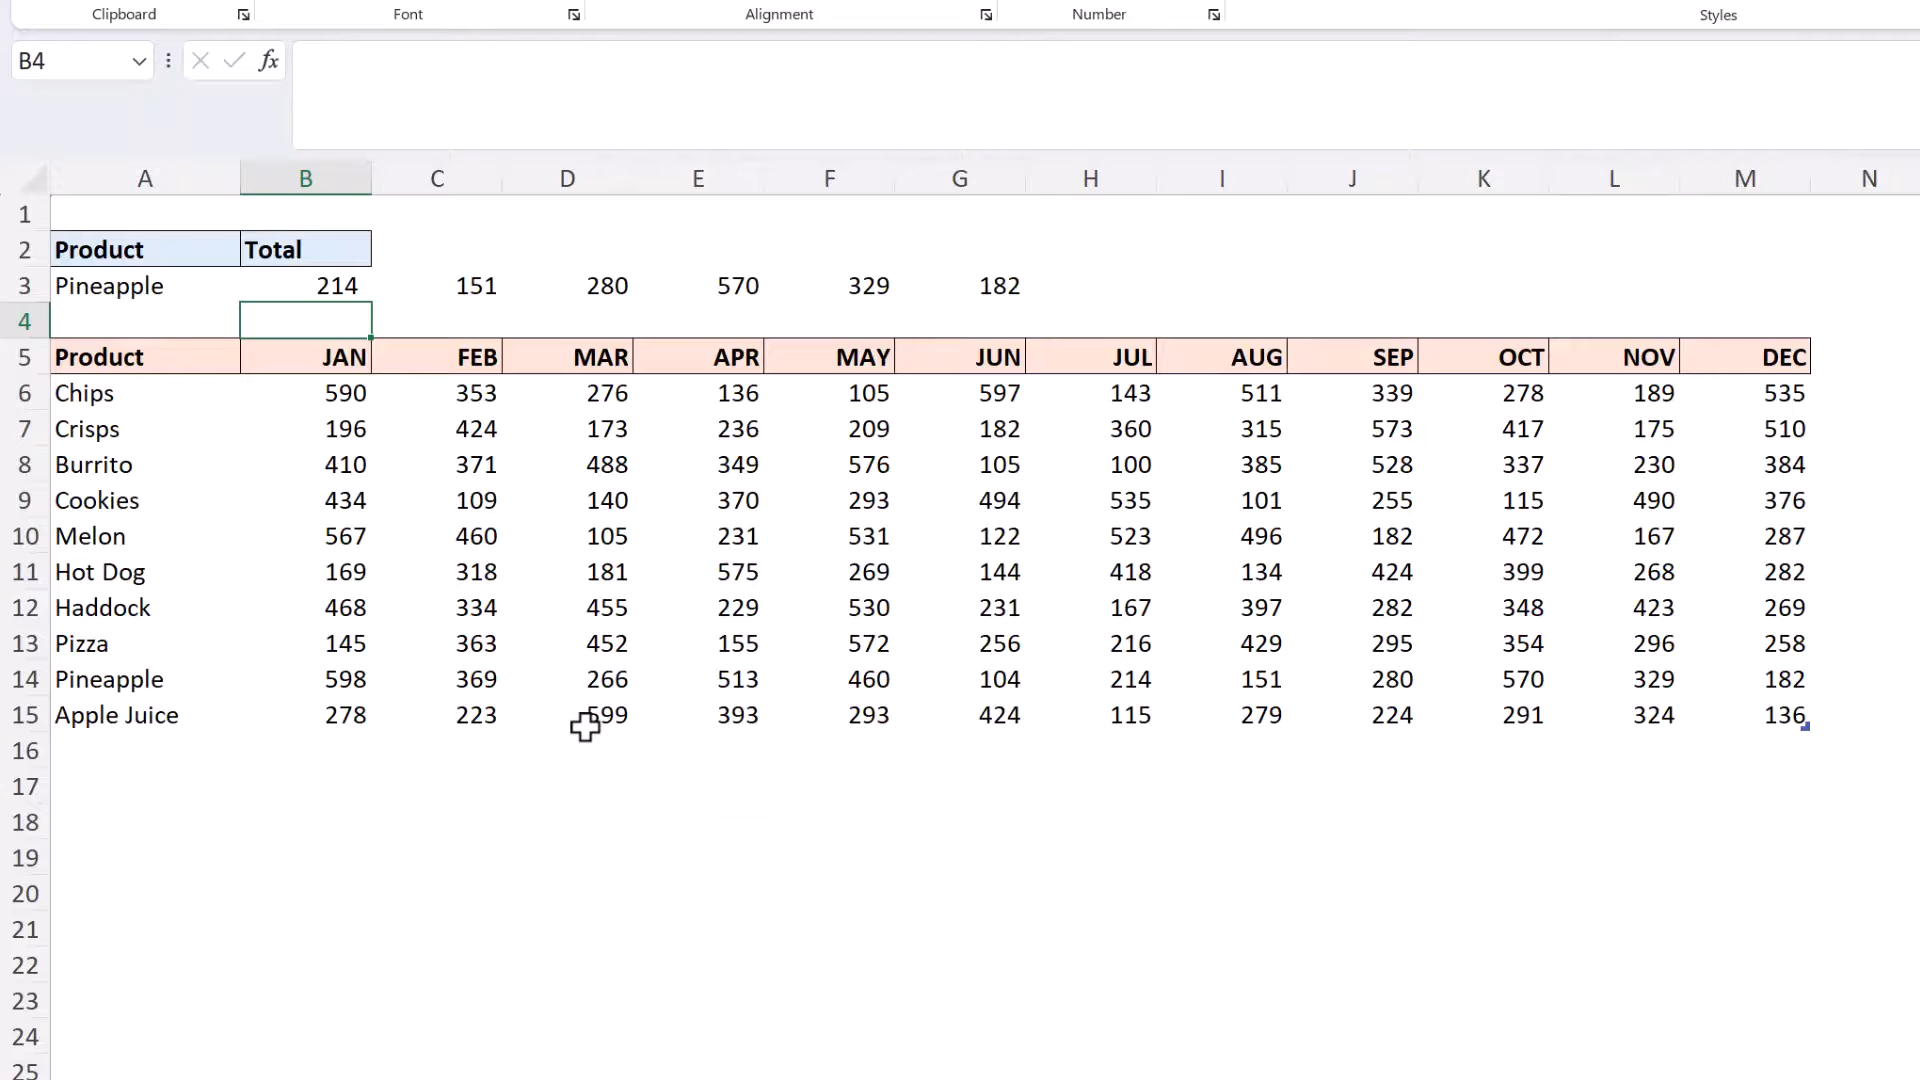 Clipboard Font Alignment Number Styles
B4 fx
A B C D E F G H I J K L M N
1
2 Product Total
3 Pineapple 214 151 280 570 329 182
4
5 Product JAN FEB MAR APR MAY JUN JUL AUG SEP OCT NOV DEC
6 Chips 590 353 276 136 105 597 143 511 339 278 189 535
7 Crisps 196 424 173 236 209 182 360 315 573 417 175 510
8 Burrito 410 371 488 349 576 105 100 385 528 337 230 384
9 Cookies 434 109 140 370 293 494 535 101 255 115 490 376
10 Melon 567 460 105 231 531 122 523 496 182 472 167 287
11 Hot Dog 169 318 181 575 269 144 418 134 424 399 268 282
12 Haddock 468 334 455 229 530 231 167 397 282 348 423 269
13 Pizza 145 363 452 155 572 256 216 429 295 354 296 258
14 Pineapple 598 369 266 513 460 104 214 151 280 570 329 182
15 Apple Juice 278 223 599 393 293 424 115 279 224 291 324 136
16
17
18
19
20
21
22
23
24
25